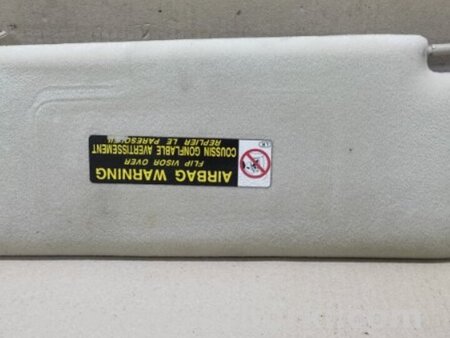 AIRBAG WARNING
FLIP VISOR OVER
COUSSIN GONFLABLE AVERTISSEMENT
REPLIER LE PARESOLEIL